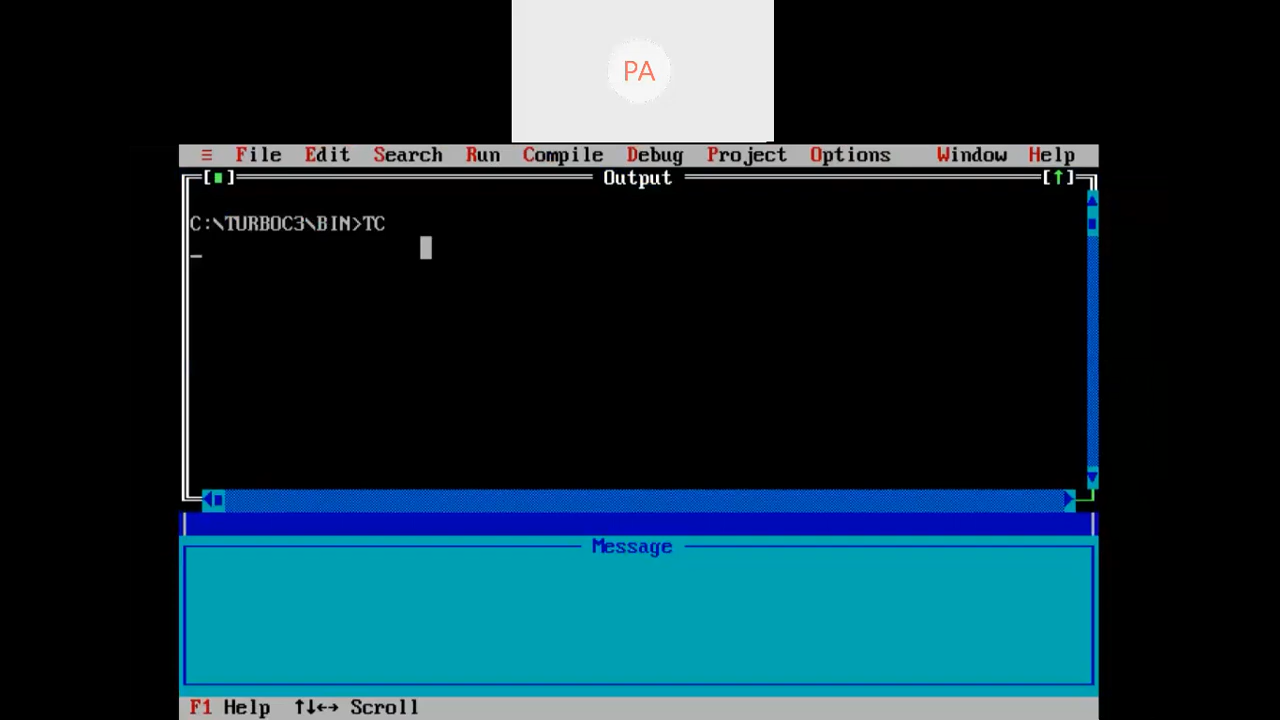 PA
≡ File Edit Search Run Compile Debug Project Options Window Help
[■] Output [↑]
C:\TURBOC3\BIN>TC
_
Message
F1 Help ↑↓↔ Scroll